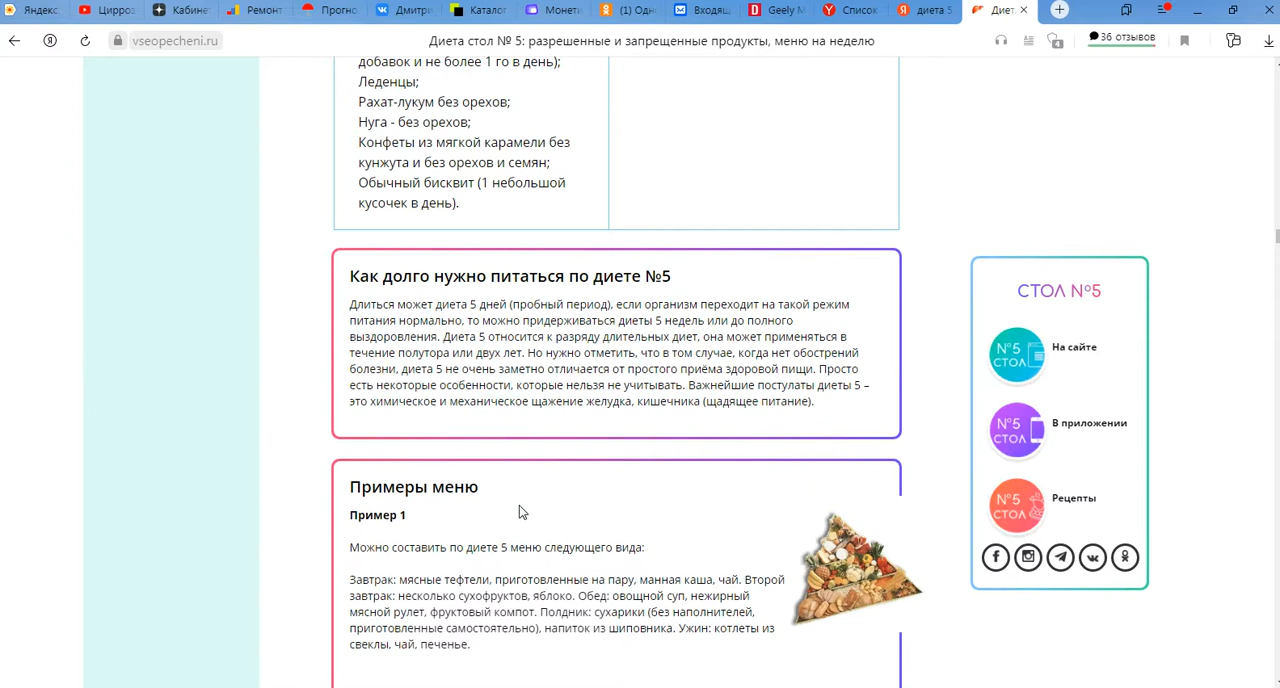 Яндекс
Цирроз
Кабинет
Ремонт
Прогно
Дмитри
Каталог
Монети
(1) Одн
Входящ
Geely M
Список
диета 5
Диет
vseopecheni.ru
Диета стол № 5: разрешенные и запрещенные продукты, меню на неделю
4
36 отзывов
добавок и не более 1 го в день);
Леденцы;
Рахат-лукум без орехов;
Нуга - без орехов;
Конфеты из мягкой карамели без
кунжута и без орехов и семян;
Обычный бисквит (1 небольшой
кусочек в день).
Как долго нужно питаться по диете №5
Длиться может диета 5 дней (пробный период), если организм переходит на такой режим
питания нормально, то можно придерживаться диеты 5 недель или до полного
выздоровления. Диета 5 относится к разряду длительных диет, она может применяться в
течение полутора или двух лет. Но нужно отметить, что в том случае, когда нет обострений
болезни, диета 5 не очень заметно отличается от простого приёма здоровой пищи. Просто
есть некоторые особенности, которые нельзя не учитывать. Важнейшие постулаты диеты 5 –
это химическое и механическое щажение желудка, кишечника (щадящее питание).
Примеры меню
Пример 1
Можно составить по диете 5 меню следующего вида:
Завтрак: мясные тефтели, приготовленные на пару, манная каша, чай. Второй
завтрак: несколько сухофруктов, яблоко. Обед: овощной суп, нежирный
мясной рулет, фруктовый компот. Полдник: сухарики (без наполнителей,
приготовленные самостоятельно), напиток из шиповника. Ужин: котлеты из
свеклы, чай, печенье.
СТОЛ №5
№5
СТОЛ
На сайте
№5
СТОЛ
В приложении
№5
СТОЛ
Рецепты